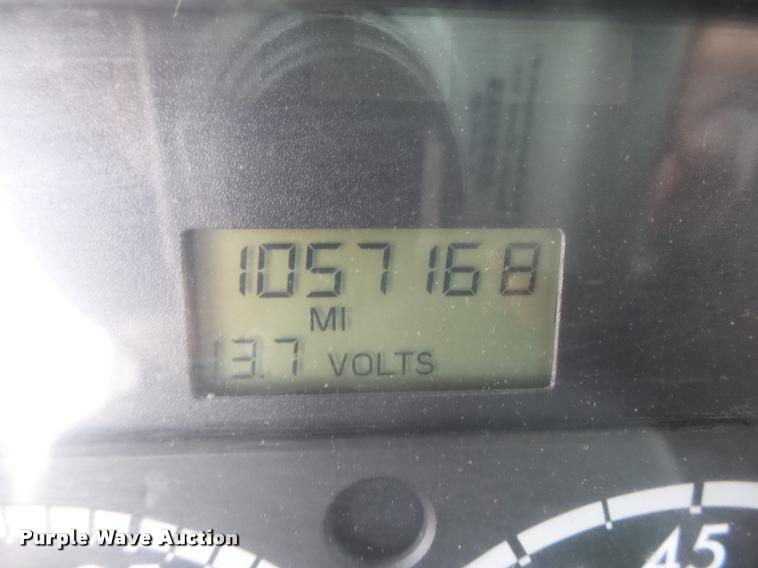 1057168
MI
13.7 VOLTS
45
Purple Wave Auction